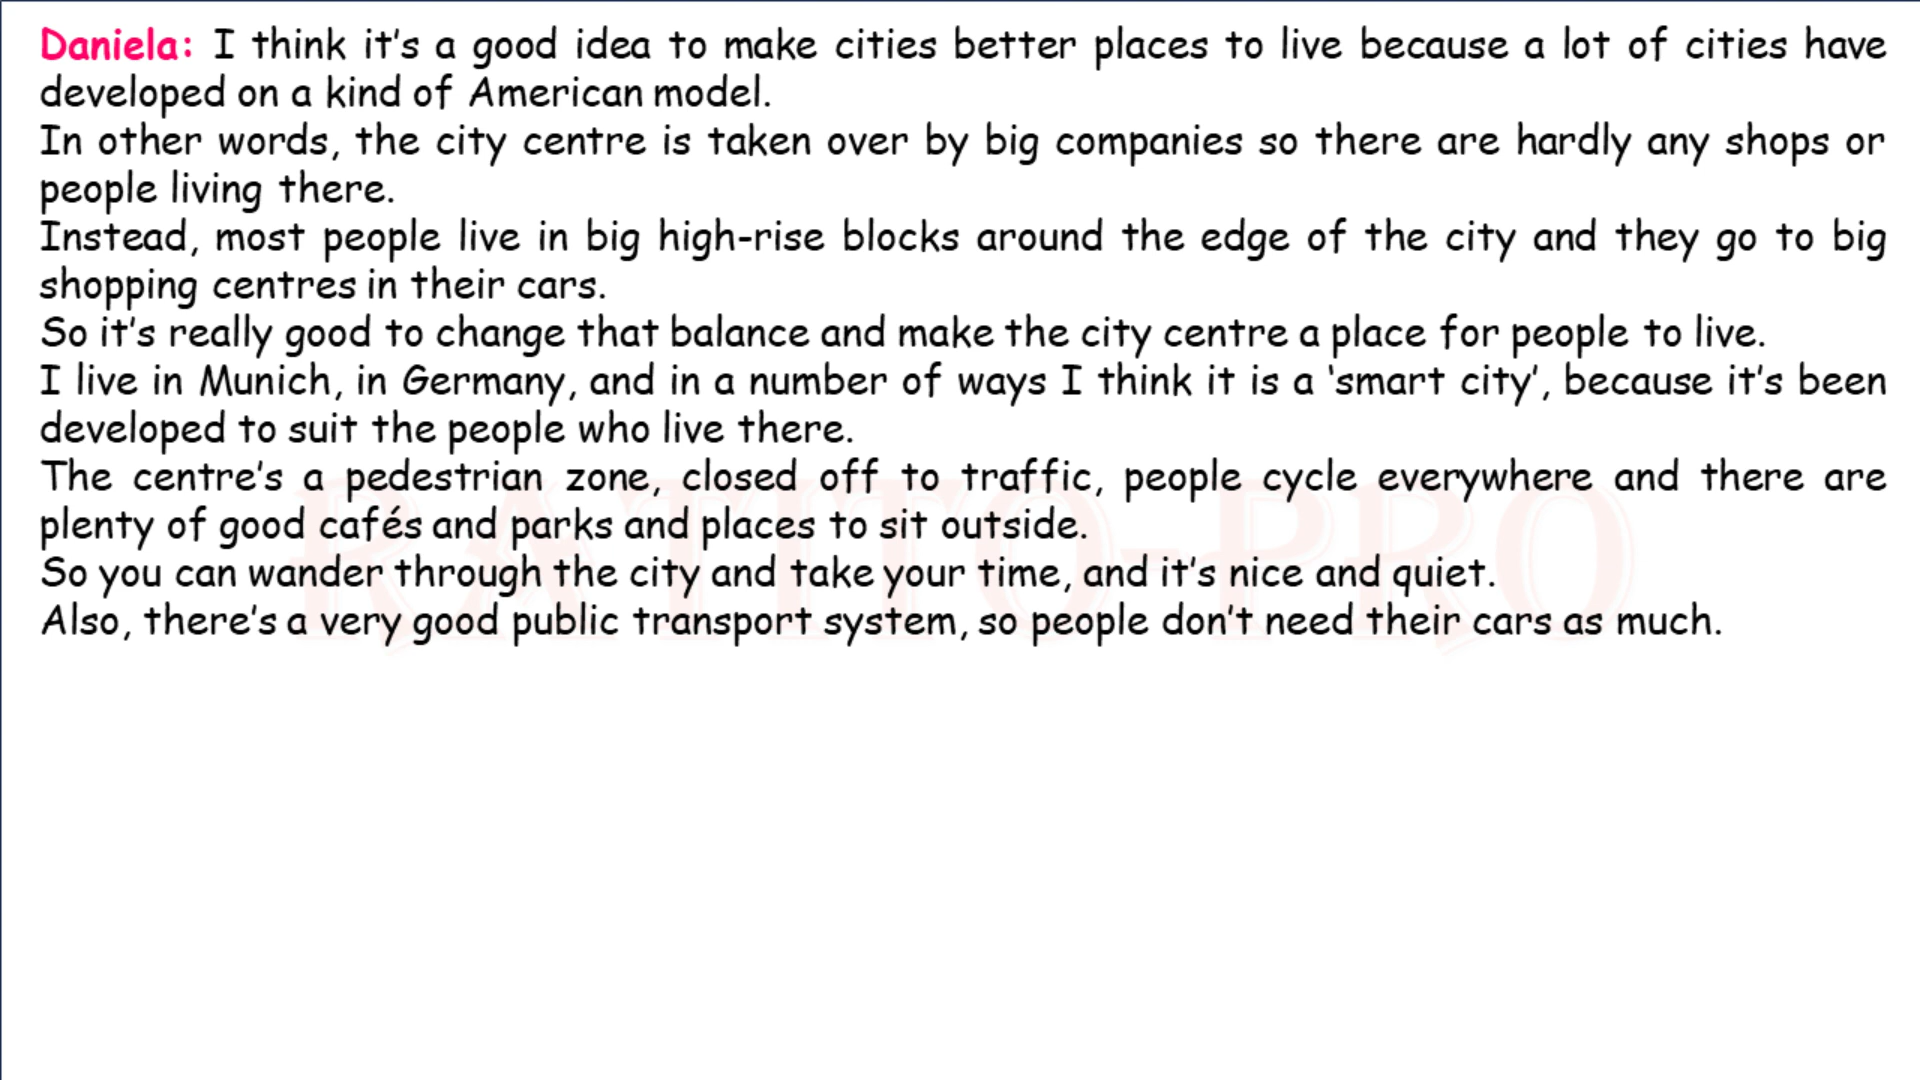 Daniela: I think it's a good idea to make cities better places to live because a lot of cities have
developed on a kind of American model.
In other words, the city centre is taken over by big companies so there are hardly any shops or
people living there.
Instead, most people live in big high-rise blocks around the edge of the city and they go to big
shopping centres in their cars.
So it's really good to change that balance and make the city centre a place for people to live.
I live in Munich, in Germany, and in a number of ways I think it is a 'smart city', because it's been
developed to suit the people who live there.
The centre's a pedestrian zone, closed off to traffic, people cycle everywhere and there are
plenty of good cafés and parks and places to sit outside.
So you can wander through the city and take your time, and it's nice and quiet.
Also, there's a very good public transport system, so people don't need their cars as much.
RATITO-PRO